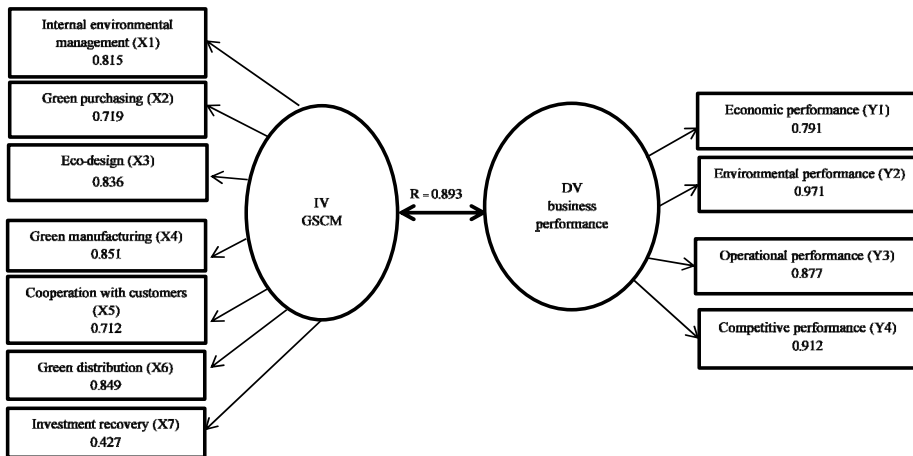 Internal environmental
management (X1)
0.815
Green purchasing (X2)
0.719
Eco-design (X3)
0.836
Green manufacturing (X4)
0.851
Cooperation with customers
(X5)
0.712
Green distribution (X6)
0.849
Investment recovery (X7)
0.427
IV
GSCM
R = 0.893
DV
business
performance
Economic performance (Y1)
0.791
Environmental performance (Y2)
0.971
Operational performance (Y3)
0.877
Competitive performance (Y4)
0.912